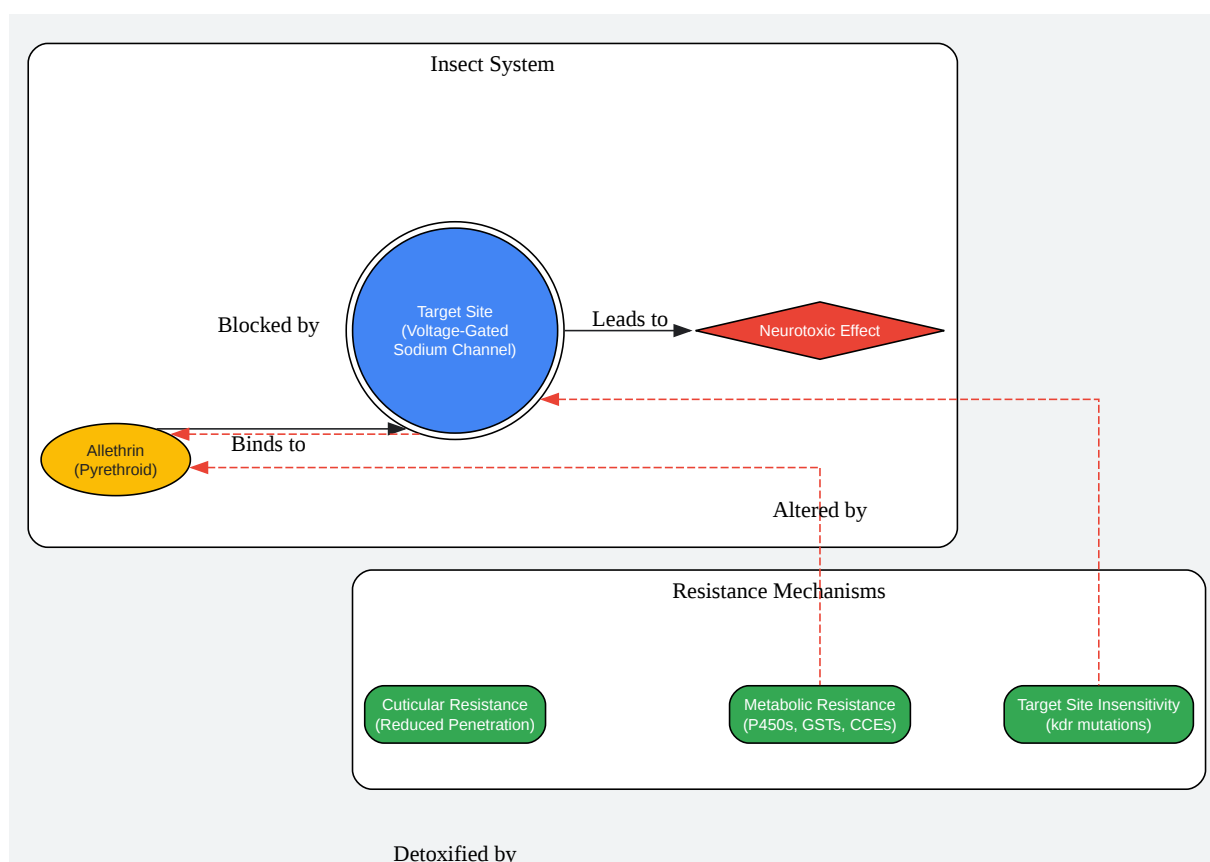 Insect System
Target Site
(Voltage-Gated
Sodium Channel)
Blocked by
Leads to
Neurotoxic Effect
Binds to
Allethrin
(Pyrethroid)
Altered by
Resistance Mechanisms
Cuticular Resistance
(Reduced Penetration)
Metabolic Resistance
(P450s, GSTs, CCEs)
Target Site Insensitivity
(kdr mutations)
Detoxified by